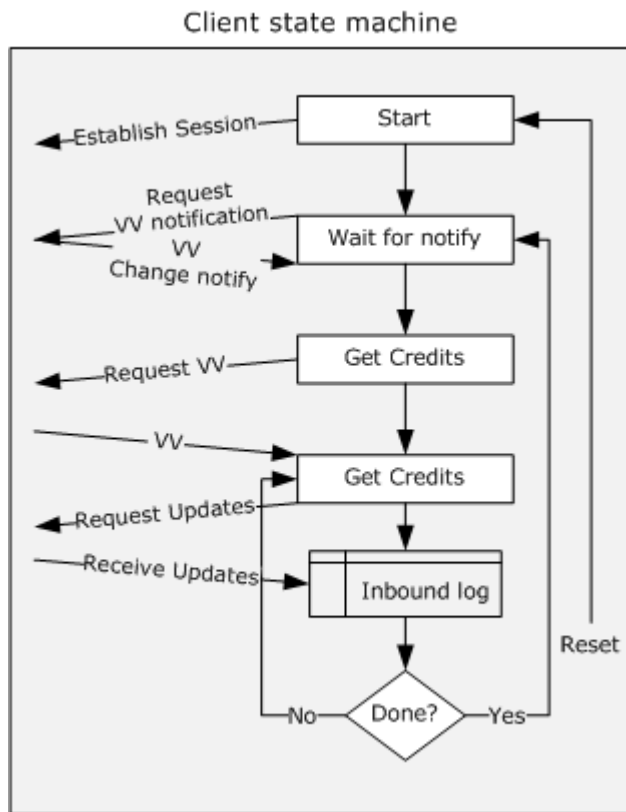 Client state machine
Start
Establish Session
Request
VV notification
Wait for notify
VV
Change notify
Get Credits
Request VV
VV
Get Credits
Request Updates
Receive Updates
Inbound log
Reset
No
Done?
Yes